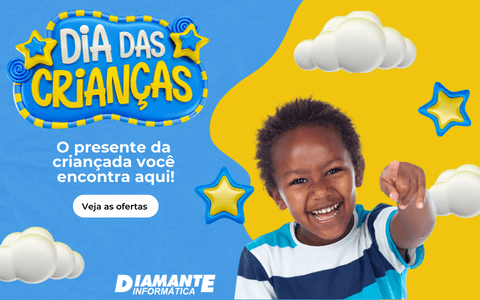 DIA DAS
CRIANÇAS
O presente da
criançada você
encontra aqui!
Veja as ofertas
DIAMANTE
INFORMÁTICA